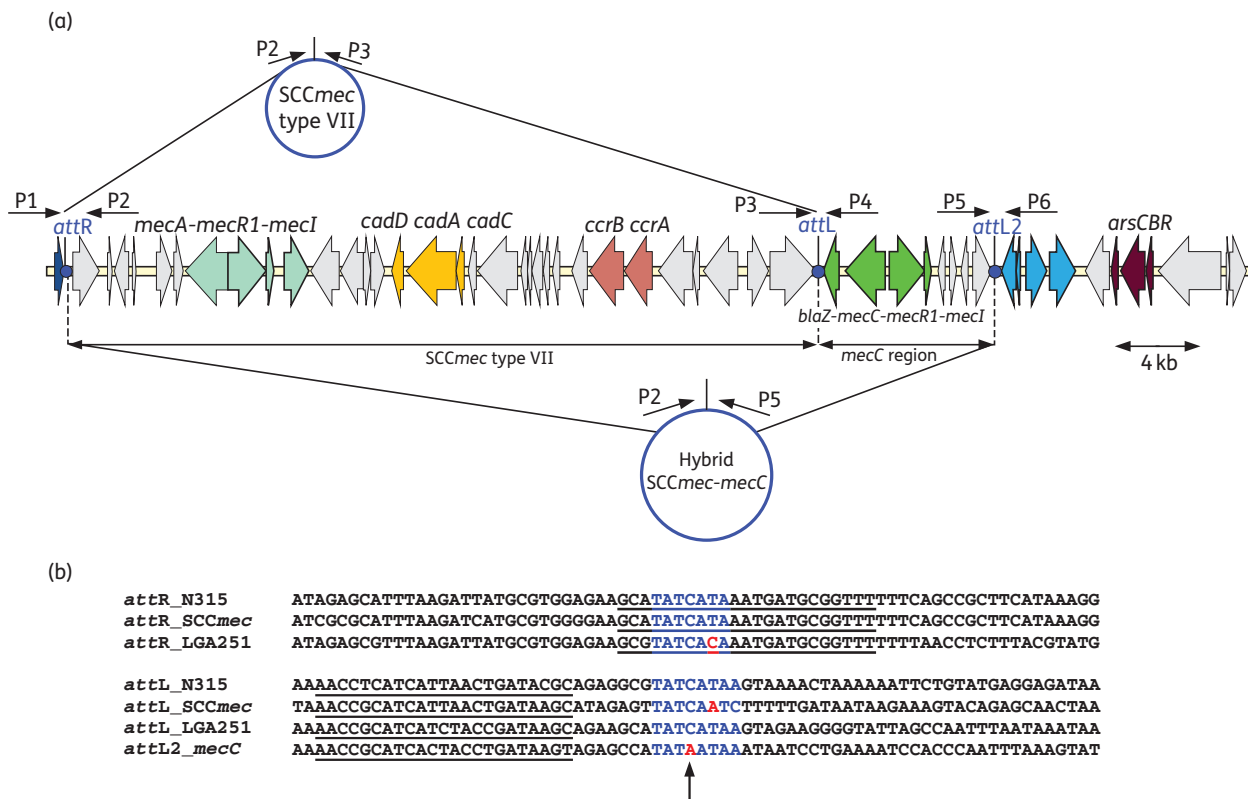 (a)
P2 P3
SCCmec
type VII
P1 P2 P3 P4 P5 P6
attR mecA-mecR1-mecI cadD cadA cadC ccrB ccrA attL attL2 arsCBR
blaZ-mecC-mecR1-mecI
SCCmec type VII mecC region 4 kb
P2 P5
Hybrid
SCCmec-mecC
(b)
attR_N315 ATAGAGCATTTAAGATTATGCGTGGAGAAGCATATCATAAATGATGCGGTTTTTTCAGCCGCTTCATAAAGG
attR_SCCmec ATCGCGCATTTAAGATCATGCGTGGGGAAGCATATCATAAATGATGCGGTTTTTTCAGCCGCTTCATAAAGG
attR_LGA251 ATAGAGCGTTTAAGATTATGCGTGGAGAAGCGTATCACAAATGATGCGGTTTTTTTAACCTCTTTACGTATG
attL_N315 AAAACCTCATCATTAACTGATACGCAGAGGCGTATCATAAGTAAAACTAAAAAATTCTGTATGAGGAGATAA
attL_SCCmec TAAACCGCATCATTAACTGATAAGCATAGAGTTATCAATCTTTTTGATAATAAGAAAGTACAGAGCAACTAA
attL_LGA251 AAAACCGCATCATCTACCGATAAGCAGAAGCATATCATAAGTAGAAGGGGTATTAGCCAATTTAATAAATAA
attL2_mecC AAAACCGCATCACTACCTGATAAGTAGAGCCATATAATAAATAATCCTGAAAATCCACCCAATTTAAAGTAT